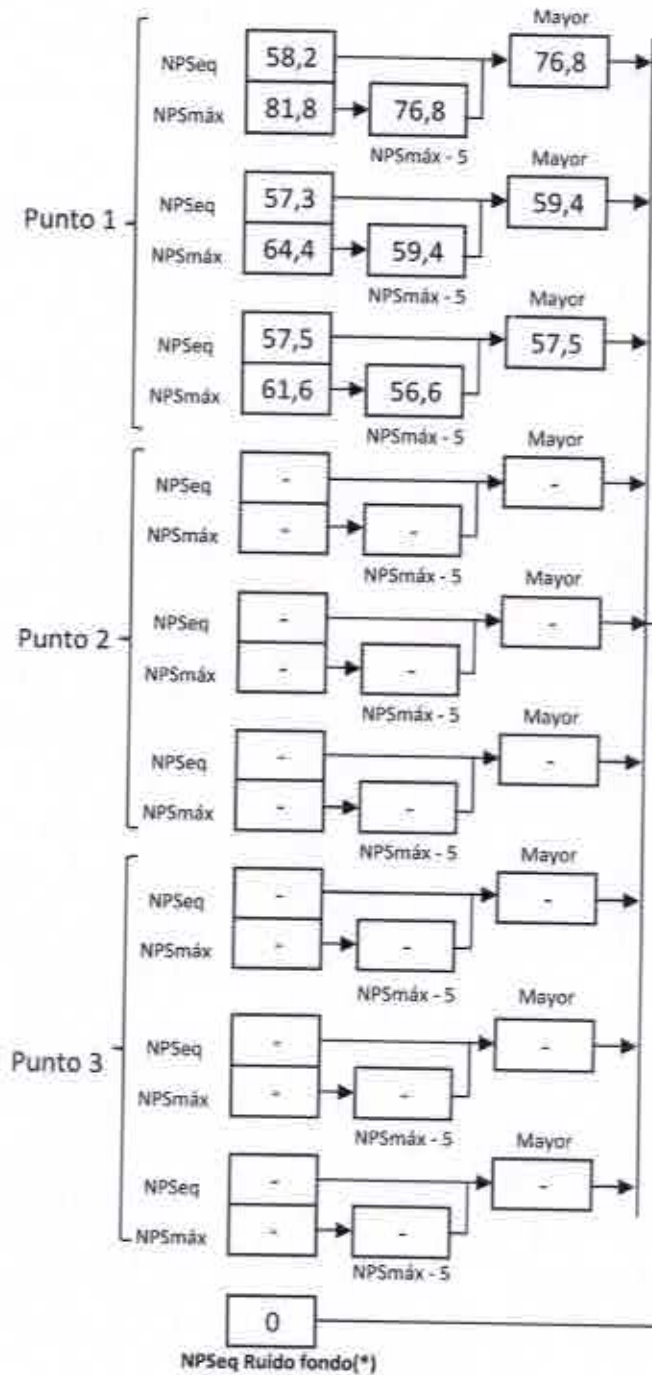 Mayor
NPSeq 58,2 76,8
NPSmáx 81,8 76,8
NPSmáx - 5 Mayor
NPSeq 57,3 59,4
Punto 1
NPSmáx 64,4 59,4
NPSmáx - 5 Mayor
NPSeq 57,5 57,5
NPSmáx 61,6 56,6
NPSmáx - 5 Mayor
NPSeq - -
NPSmáx - -
NPSmáx - 5 Mayor
NPSeq - -
Punto 2
NPSmáx - -
NPSmáx - 5 Mayor
NPSeq - -
NPSmáx - -
NPSmáx - 5 Mayor
NPSeq - -
NPSmáx - -
NPSmáx - 5 Mayor
NPSeq - -
Punto 3
NPSmáx - -
NPSmáx - 5 Mayor
NPSeq - -
NPSmáx - -
NPSmáx - 5
0
NPSeq Ruido fondo(*)